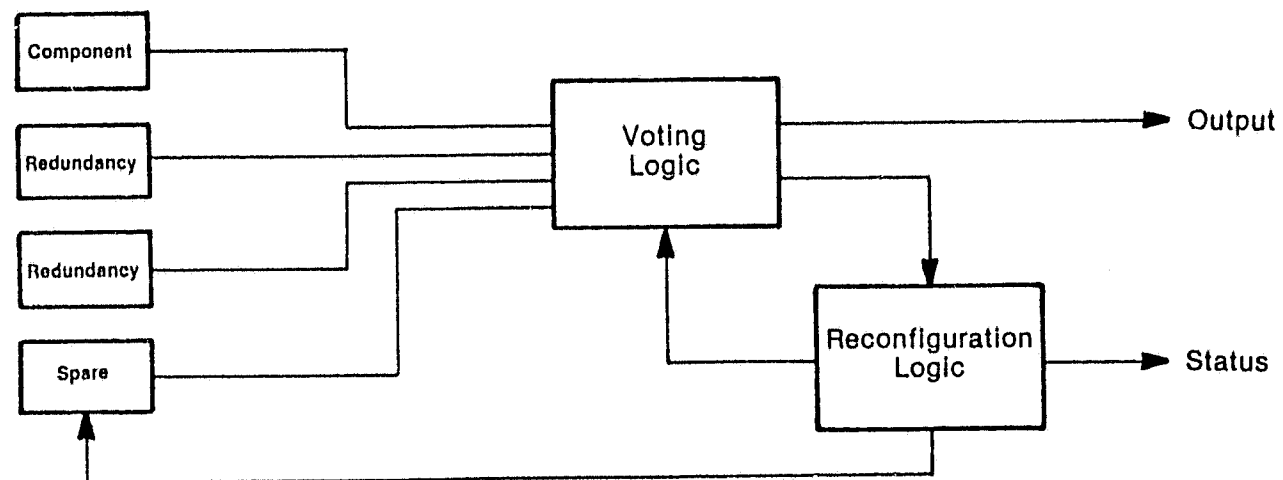 Component
Redundancy
Redundancy
Spare
Voting
Logic
Output
Reconfiguration
Logic
Status